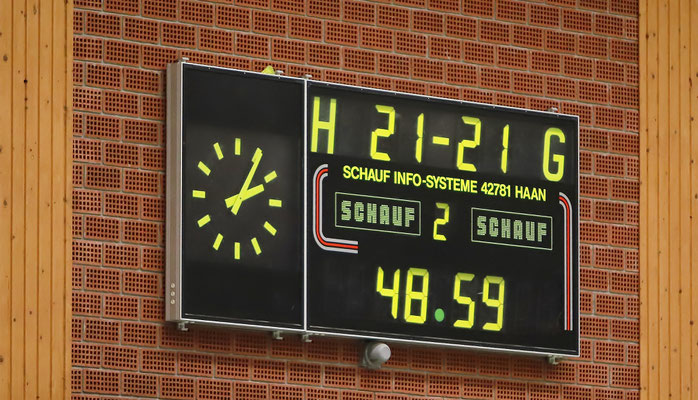 H 21-21 G
SCHAUF INFO-SYSTEME 42781 HAAN
SCHAUF 2 SCHAUF
48.59